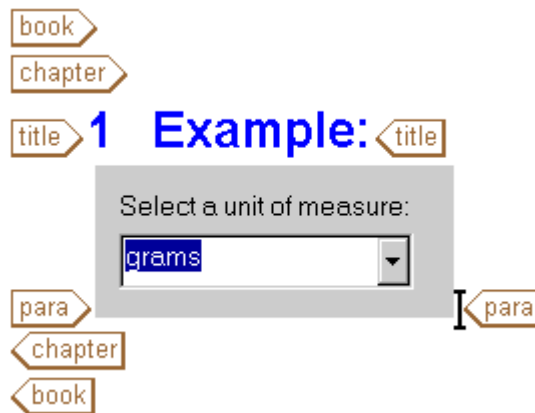 book
chapter
title 1 Example: title
Select a unit of measure:
grams
para para
chapter
book